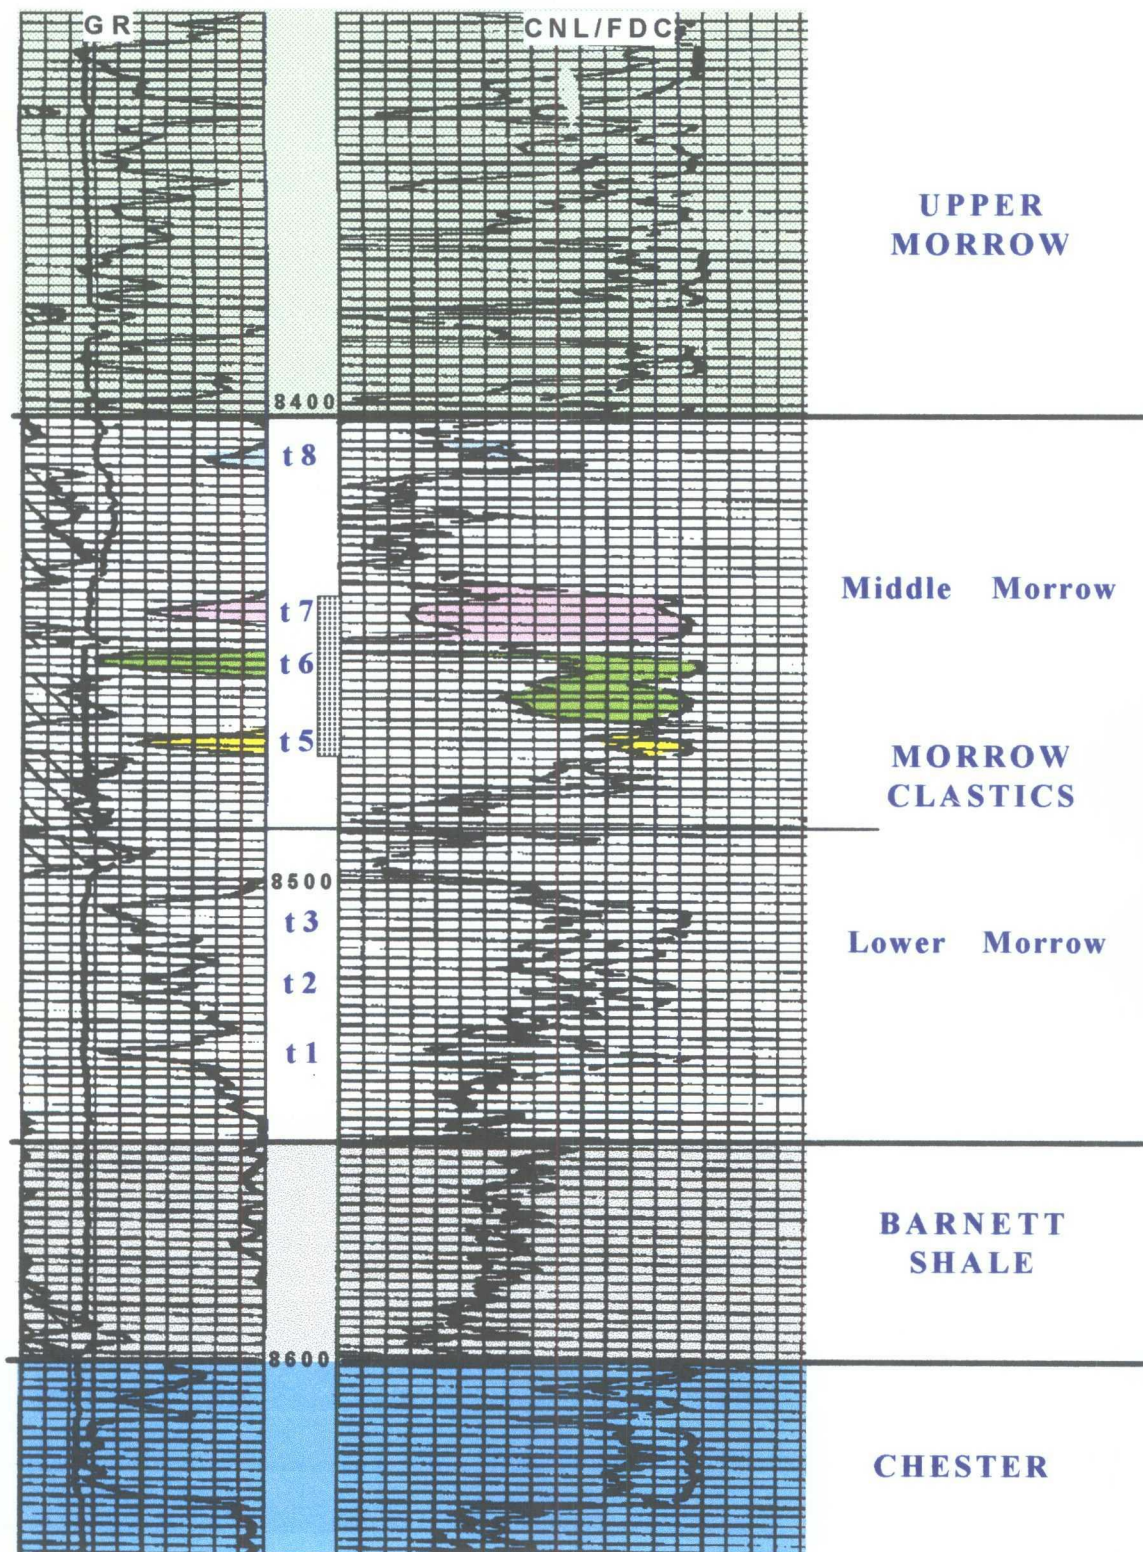 GR CNL/FDC
UPPER
MORROW
8400
t8
Middle Morrow
t7
t6
t5
MORROW
CLASTICS
8500
t3
Lower Morrow
t2
t1
BARNETT
SHALE
8600
CHESTER